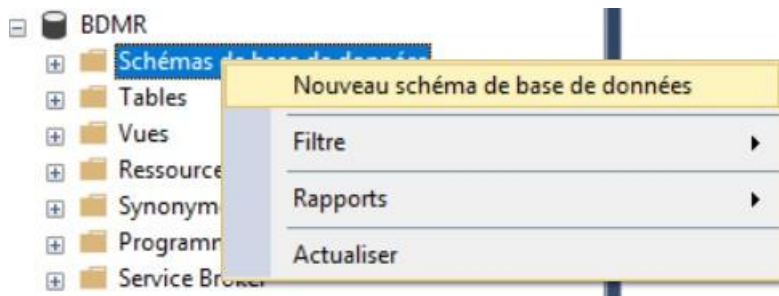 BDMR
Schémas de base de données
Nouveau schéma de base de données
Tables
Vues
Filtre
Ressource
Rapports
Synonym
Programm
Actualiser
Service Broker